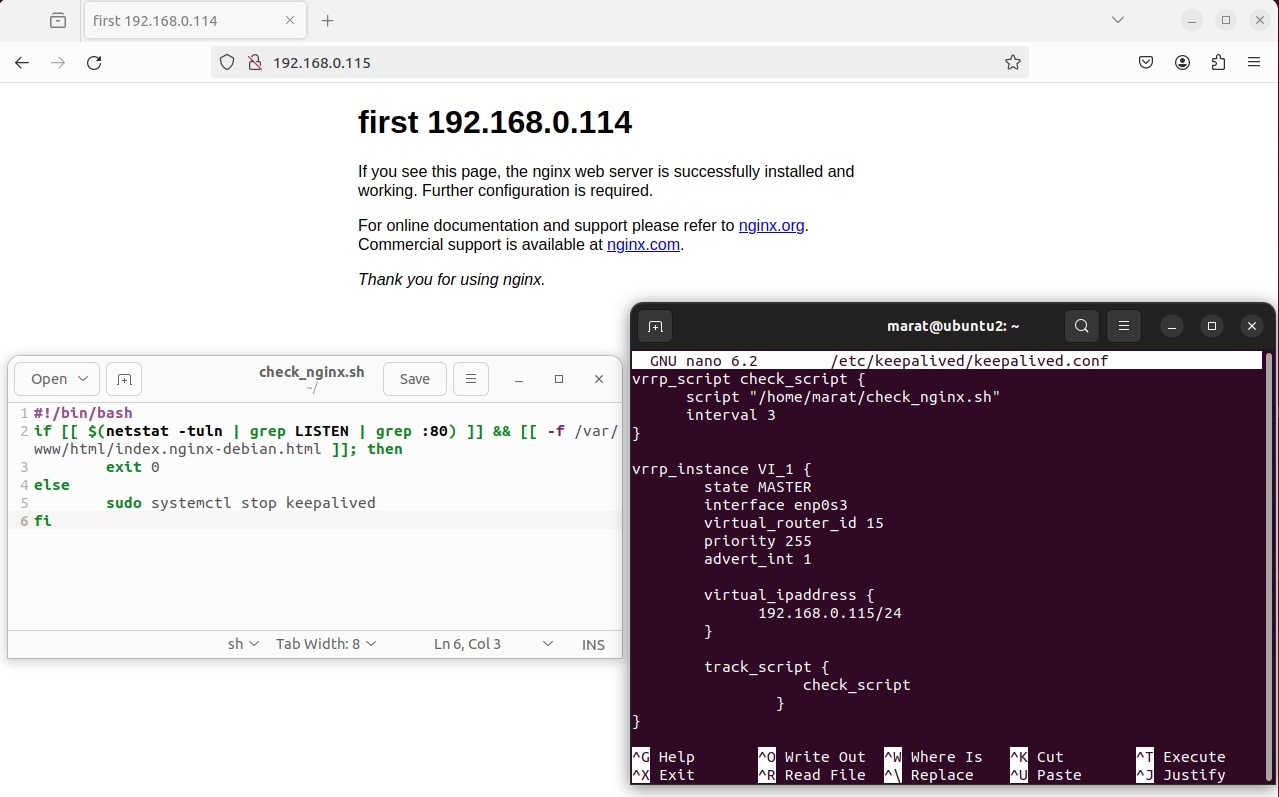 first 192.168.0.114
192.168.0.115
first 192.168.0.114
If you see this page, the nginx web server is successfully installed and
working. Further configuration is required.
For online documentation and support please refer to nginx.org.
Commercial support is available at nginx.com.
Thank you for using nginx.
Open
check_nginx.sh
~/
Save
1 #!/bin/bash
2 if [[ $(netstat -tuln | grep LISTEN | grep :80) ]] && [[ -f /var/
www/html/index.nginx-debian.html ]]; then
3 exit 0
4 else
5 sudo systemctl stop keepalived
6 fi
sh Tab Width: 8 Ln 6, Col 3 INS
marat@ubuntu2: ~
GNU nano 6.2 /etc/keepalived/keepalived.conf
vrrp_script check_script {
script "/home/marat/check_nginx.sh"
interval 3
}
vrrp_instance VI_1 {
state MASTER
interface enp0s3
virtual_router_id 15
priority 255
advert_int 1
virtual_ipaddress {
192.168.0.115/24
}
track_script {
check_script
}
}
^G Help ^O Write Out ^W Where Is ^K Cut ^T Execute
^X Exit ^R Read File ^\ Replace ^U Paste ^J Justify